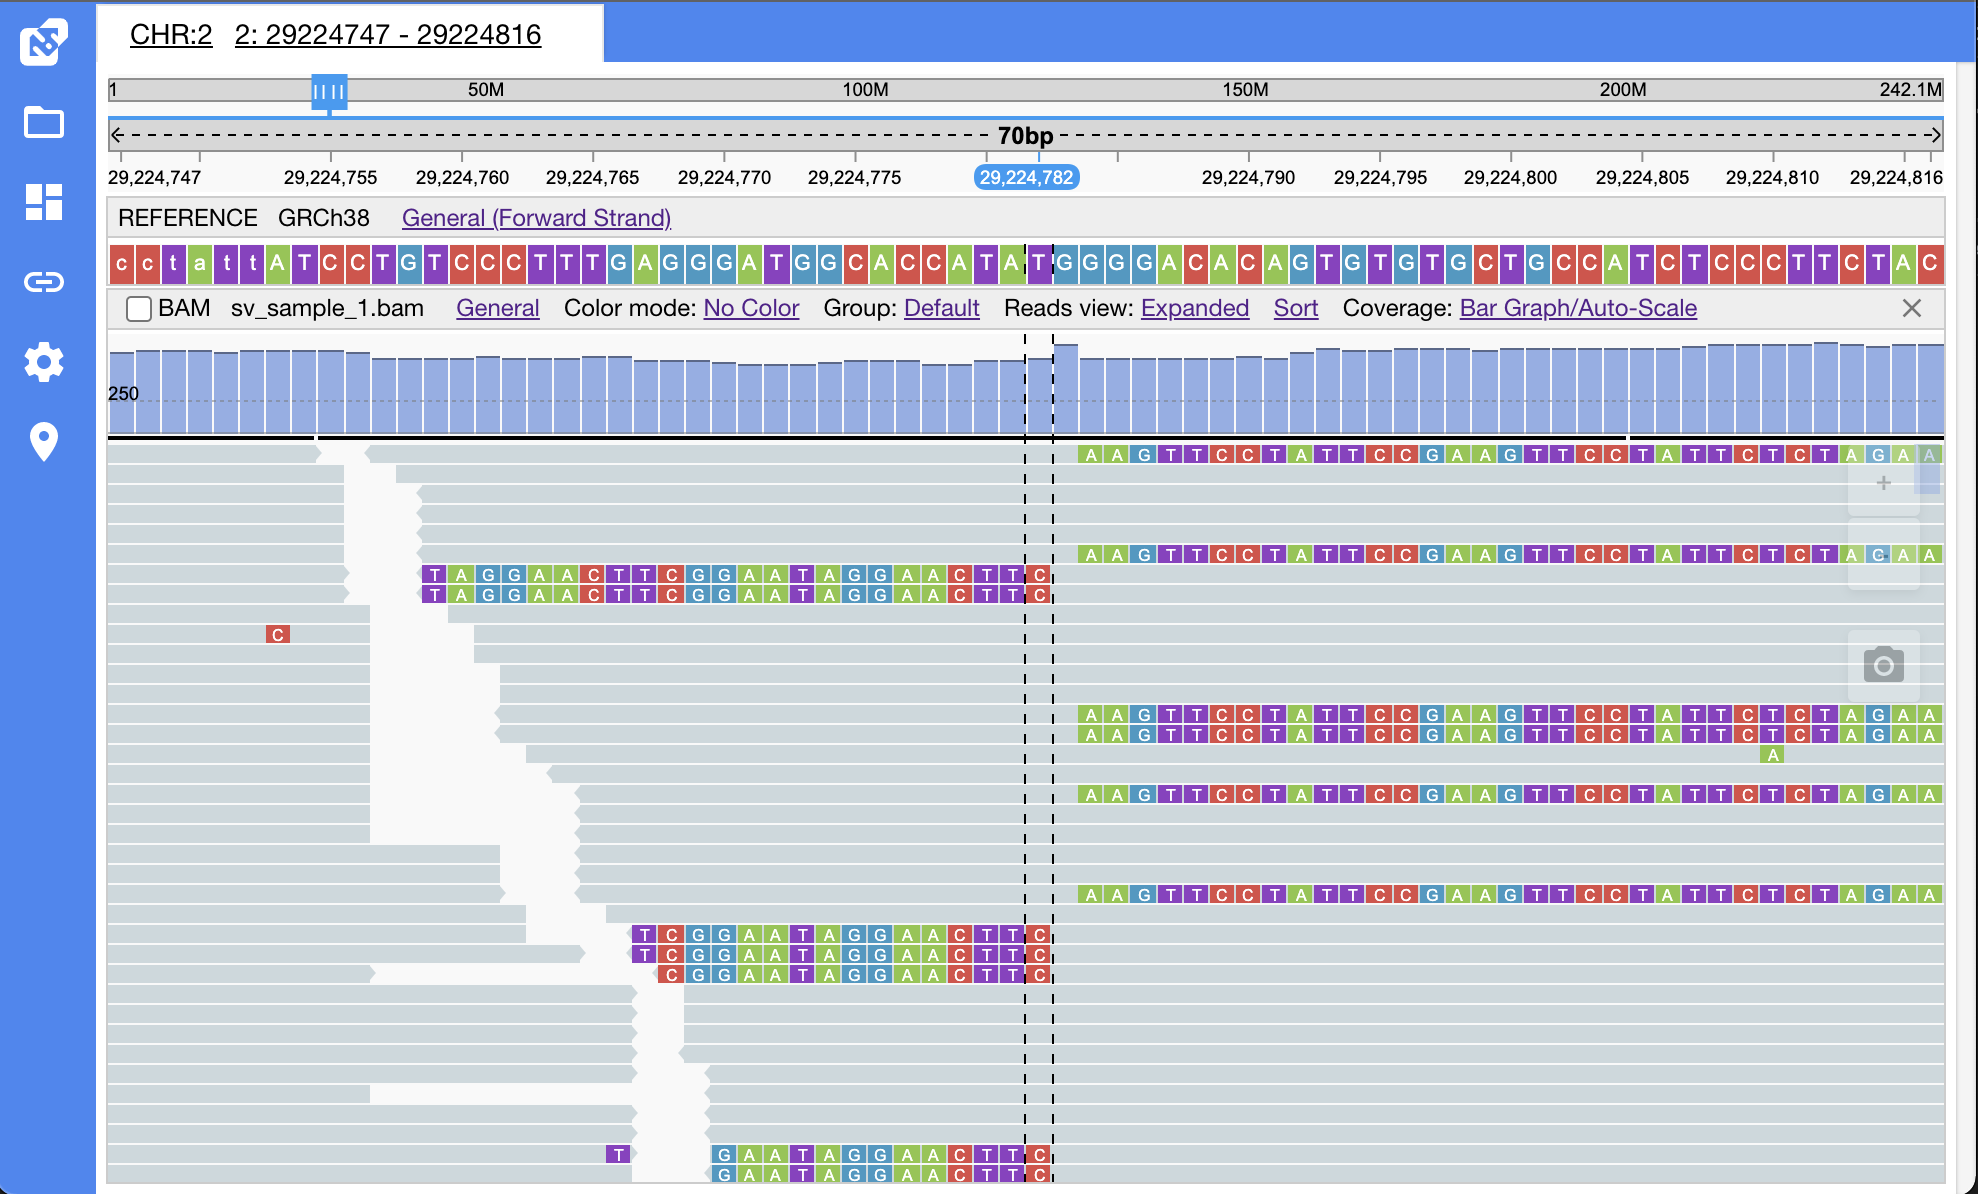 CHR:2 2: 29224747 - 29224816
1 50M 100M 150M 200M 242.1M
70bp
29,224,747 29,224,755 29,224,760 29,224,765 29,224,770 29,224,775 29,224,782 29,224,790 29,224,795 29,224,800 29,224,805 29,224,810 29,224,816
REFERENCE GRCh38 General (Forward Strand)
c c t a t t A T C C T G T C C C T T T G A G G G A T G G C A C C A T A T G G G G A C A C A G T G T G T G C T G C C A T C T C C C T T C T A C
BAM sv_sample_1.bam General Color mode: No Color Group: Default Reads view: Expanded Sort Coverage: Bar Graph/Auto-Scale
250
A A G T T C C T A T T C C G A A G T T C C T A T T C T C T A G A A
+
A A G T T C C T A T T C C G A A G T T C C T A T T C T C T A G A A
T A G G A A C T T C G G A A T A G G A A C T T C
T A G G A A C T T C G G A A T A G G A A C T T C
C
A A G T T C C T A T T C C G A A G T T C C T A T T C T C T A G A A
A A G T T C C T A T T C C G A A G T T C C T A T T C T C T A G A A
A
A A G T T C C T A T T C C G A A G T T C C T A T T C T C T A G A A
A A G T T C C T A T T C C G A A G T T C C T A T T C T C T A G A A
T C G G A A T A G G A A C T T C
T C G G A A T A G G A A C T T C
C G G A A T A G G A A C T T C
T G A A T A G G A A C T T C
G A A T A G G A A C T T C